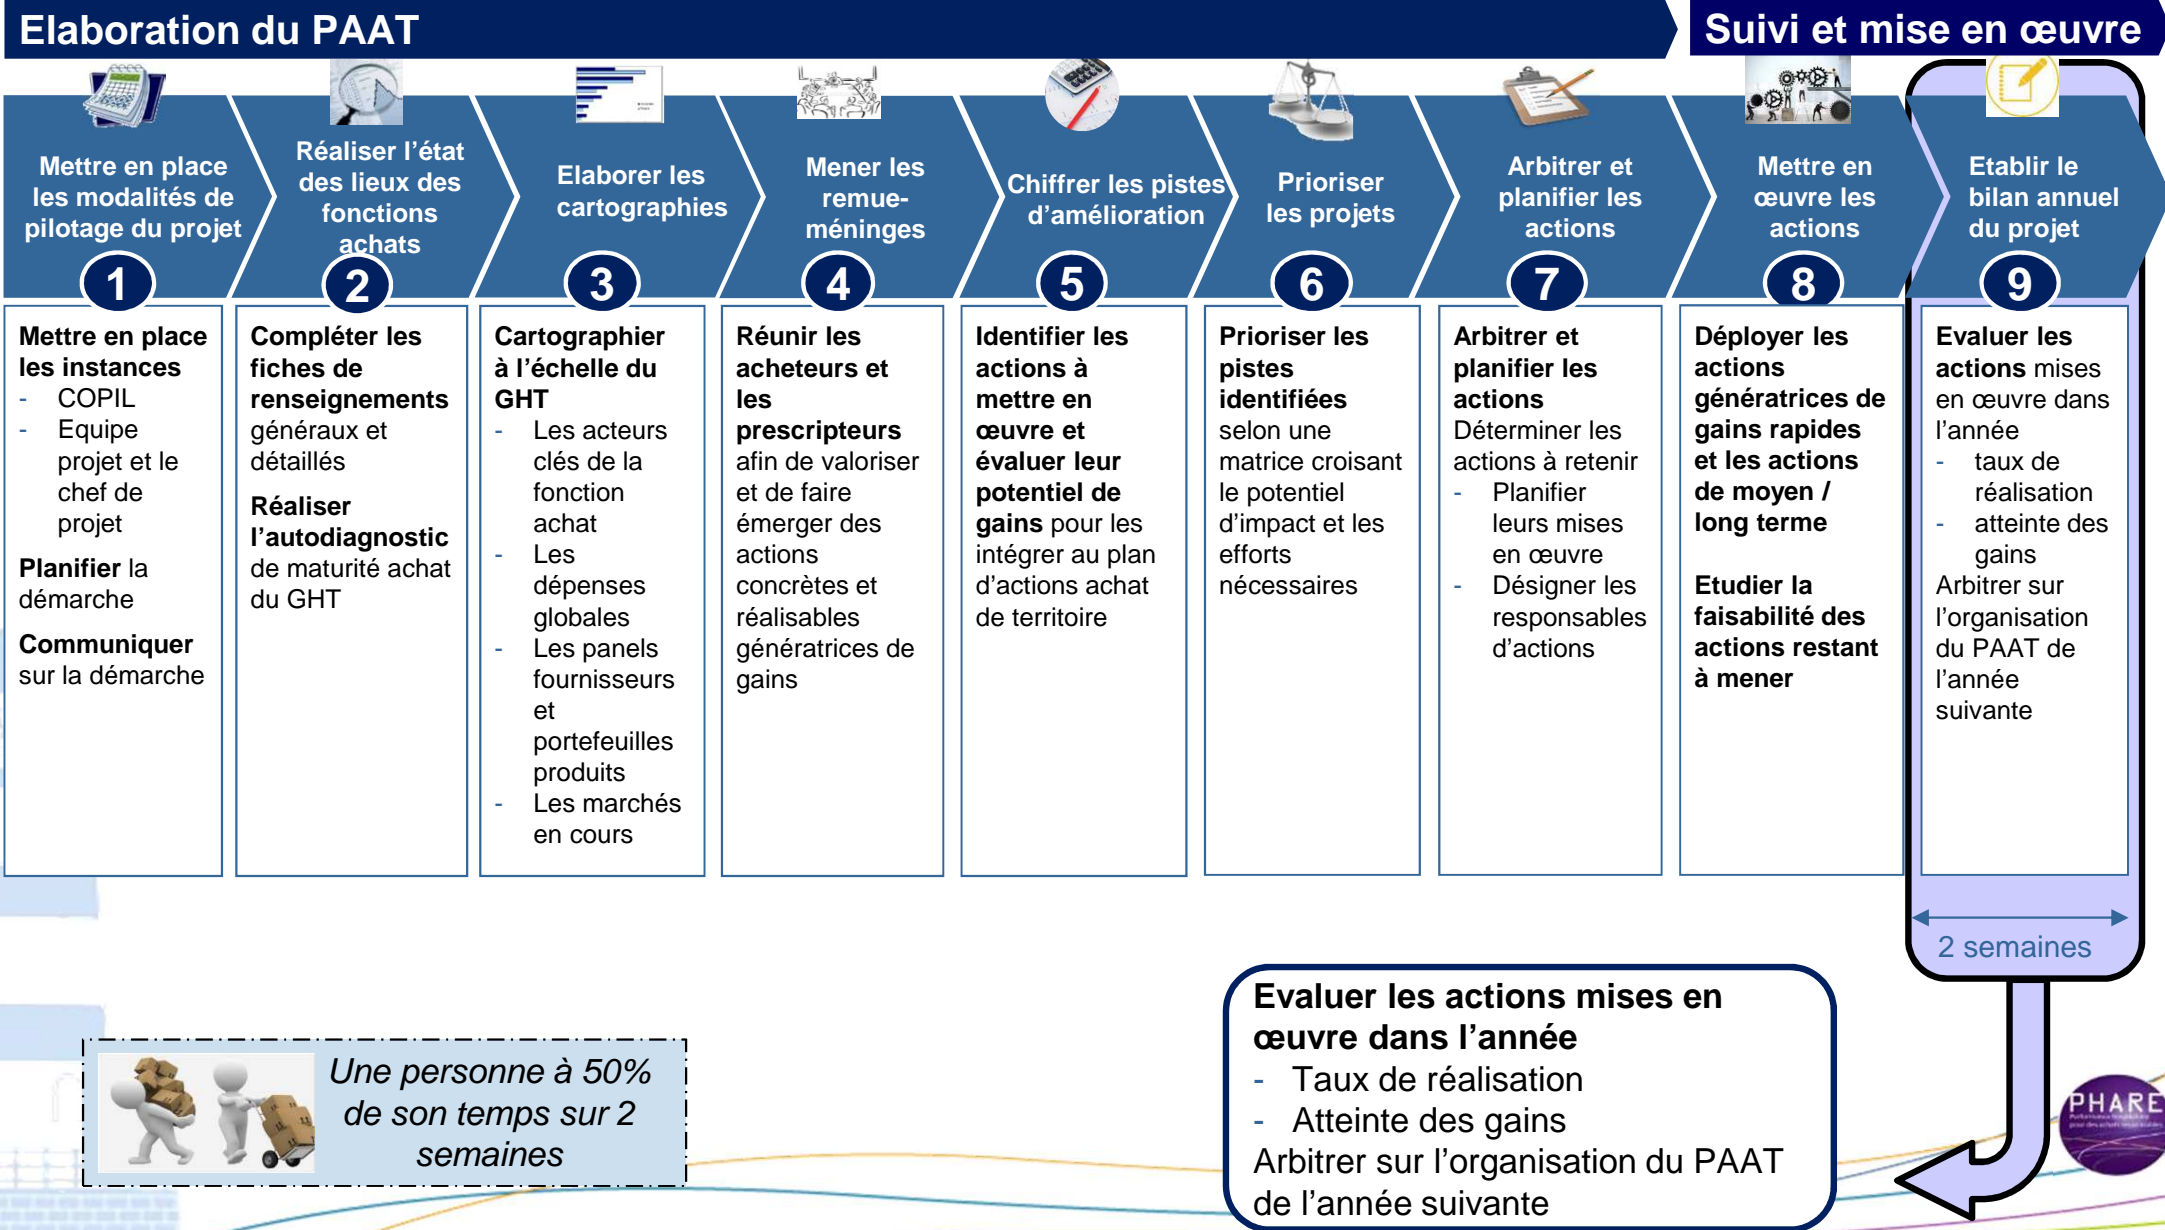 Elaboration du PAAT
Suivi et mise en œuvre
Mettre en place
les modalités de
pilotage du projet
1
Réaliser l’état
des lieux des
fonctions
achats
2
Elaborer les
cartographies
3
Mener les
remue-
méninges
4
Chiffrer les pistes
d’amélioration
5
Prioriser
les projets
6
Arbitrer et
planifier les
actions
7
Mettre en
œuvre les
actions
8
Etablir le
bilan annuel
du projet
9
Mettre en place
les instances
- COPIL
- Equipe
projet et le
chef de
projet
Planifier la
démarche
Communiquer
sur la démarche
Compléter les
fiches de
renseignements
généraux et
détaillés
Réaliser
l’autodiagnostic
de maturité achat
du GHT
Cartographier
à l’échelle du
GHT
- Les acteurs
clés de la
fonction
achat
- Les
dépenses
globales
- Les panels
fournisseurs
et
portefeuilles
produits
- Les marchés
en cours
Réunir les
acheteurs et
les
prescripteurs
afin de valoriser
et de faire
émerger des
actions
concrètes et
réalisables
génératrices de
gains
Identifier les
actions à
mettre en
œuvre et
évaluer leur
potentiel de
gains pour les
intégrer au plan
d’actions achat
de territoire
Prioriser les
pistes
identifiées
selon une
matrice croisant
le potentiel
d’impact et les
efforts
nécessaires
Arbitrer et
planifier les
actions
Déterminer les
actions à retenir
- Planifier
leurs mises
en œuvre
- Désigner les
responsables
d’actions
Déployer les
actions
génératrices de
gains rapides
et les actions
de moyen /
long terme
Etudier la
faisabilité des
actions restant
à mener
Evaluer les
actions mises
en œuvre dans
l’année
- taux de
réalisation
- atteinte des
gains
Arbitrer sur
l’organisation
du PAAT de
l’année
suivante
2 semaines
Une personne à 50%
de son temps sur 2
semaines
Evaluer les actions mises en
œuvre dans l’année
- Taux de réalisation
- Atteinte des gains
Arbitrer sur l’organisation du PAAT
de l’année suivante
PHARE